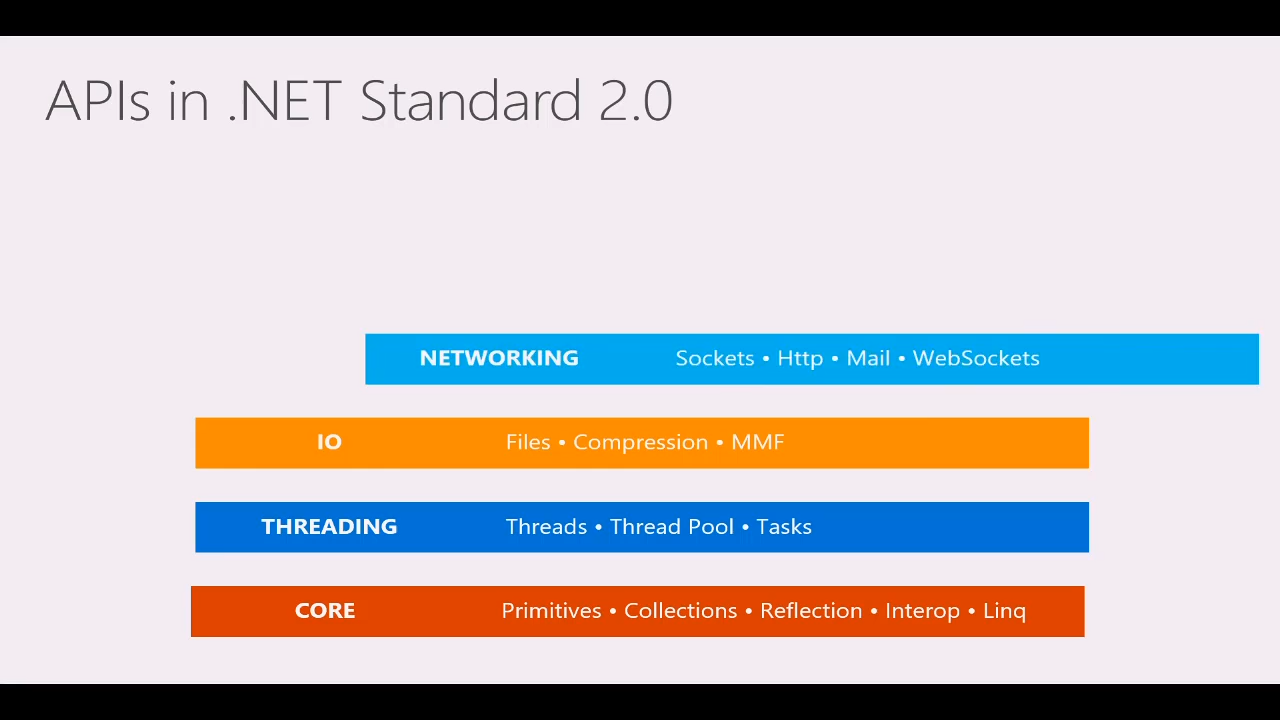 APIs in .NET Standard 2.0
NETWORKING Sockets • Http • Mail • WebSockets
IO Files • Compression • MMF
THREADING Threads • Thread Pool • Tasks
CORE Primitives • Collections • Reflection • Interop • Linq